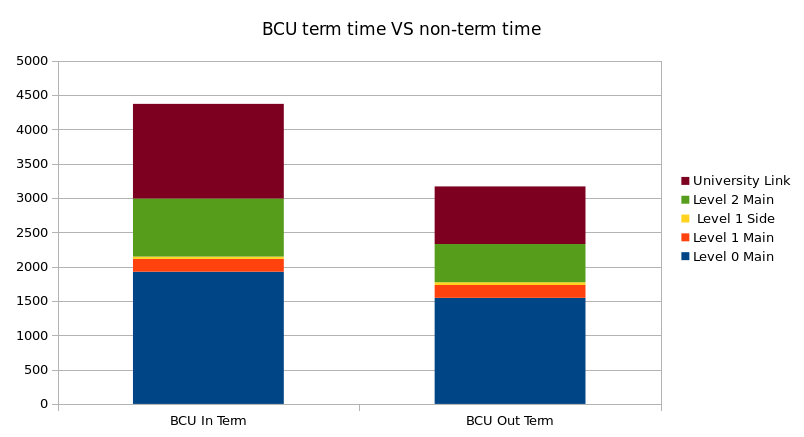 BCU term time VS non-term time
5000
4500
4000
3500
3000
2500
2000
1500
1000
500
0
BCU In Term
BCU Out Term
University Link
Level 2 Main
Level 1 Side
Level 1 Main
Level 0 Main